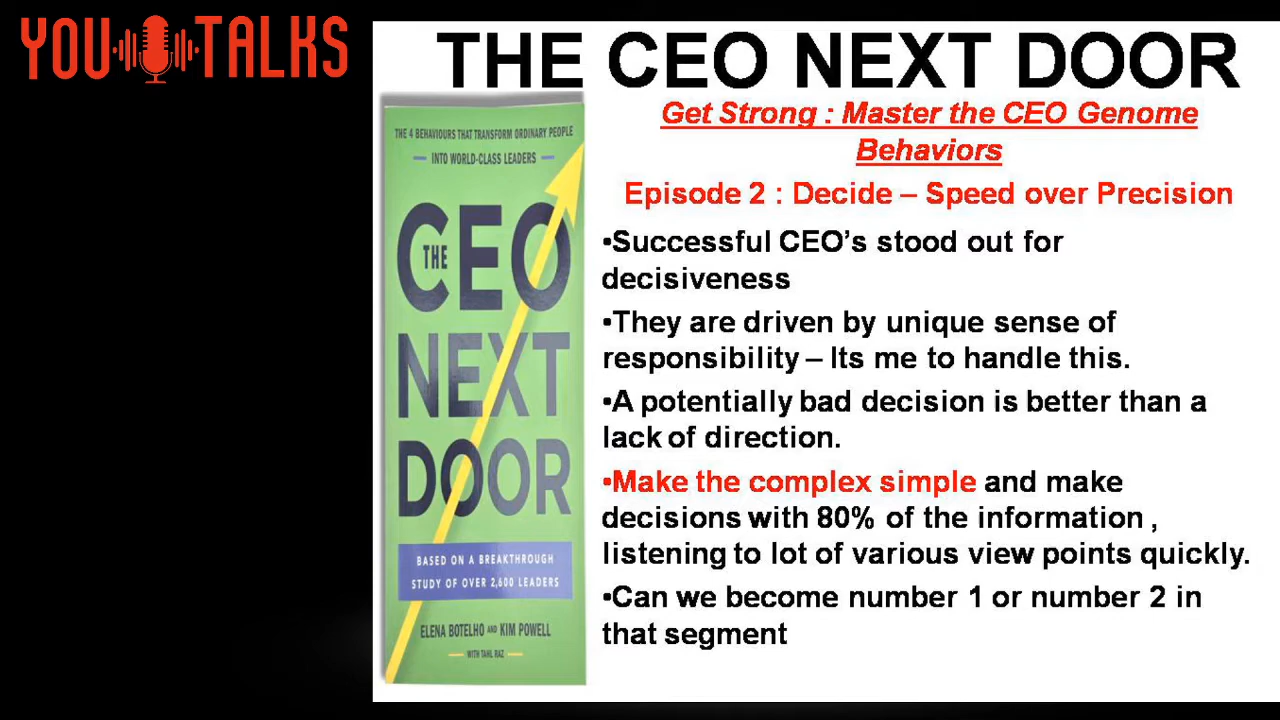 YOU TALKS
THE CEO NEXT DOOR
Get Strong : Master the CEO Genome
Behaviors
Episode 2 : Decide – Speed over Precision
•Successful CEO’s stood out for
decisiveness
•They are driven by unique sense of
responsibility – Its me to handle this.
•A potentially bad decision is better than a
lack of direction.
•Make the complex simple and make
decisions with 80% of the information ,
listening to lot of various view points quickly.
•Can we become number 1 or number 2 in
that segment
THE 4 BEHAVIOURS THAT TRANSFORM ORDINARY PEOPLE
INTO WORLD-CLASS LEADERS
THE CEO
NEXT
DOOR
BASED ON A BREAKTHROUGH
STUDY OF OVER 2,600 LEADERS
ELENA BOTELHO AND KIM POWELL
WITH TAHL RAZ